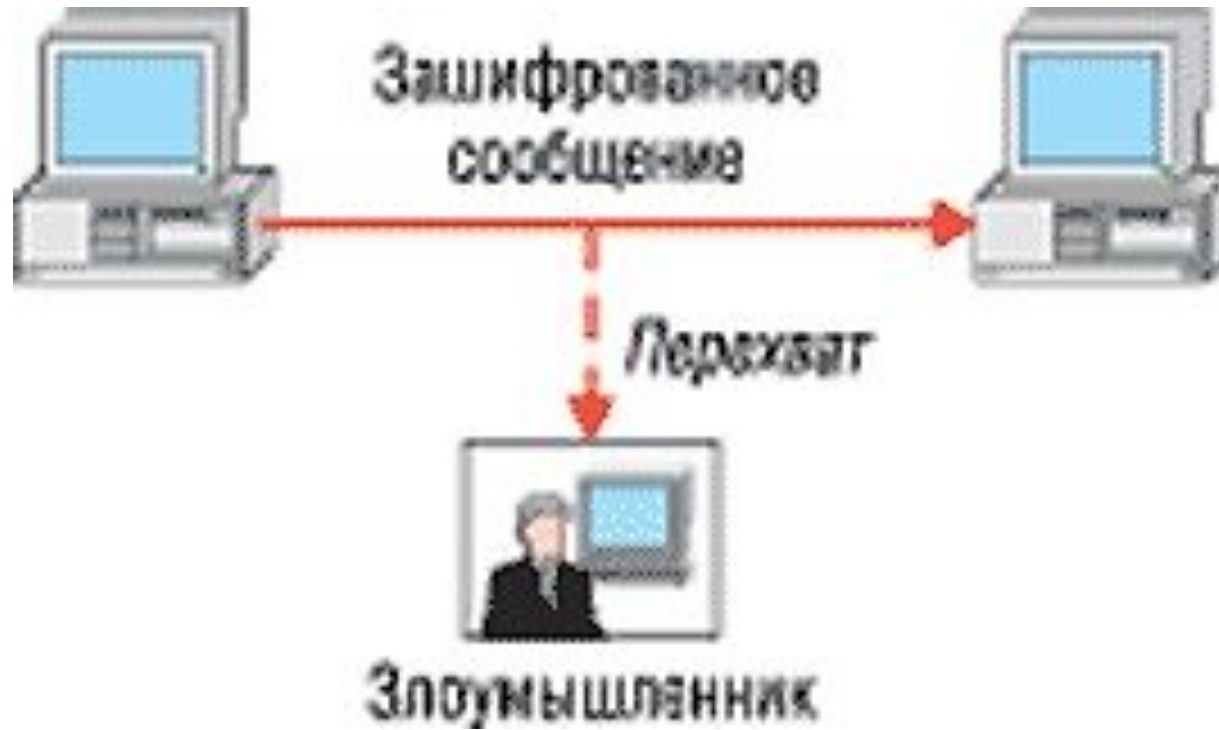 Зашифрованное
сообщение
Перехват
Злоумышленник